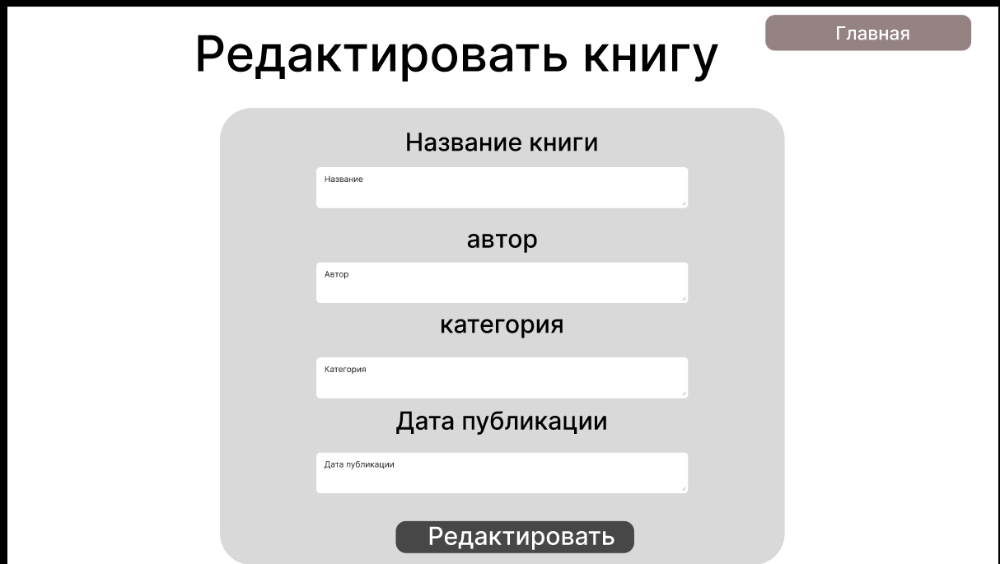 Главная
Редактировать книгу
Название книги
Название
автор
Автор
категория
Категория
Дата публикации
Дата публикации
Редактировать